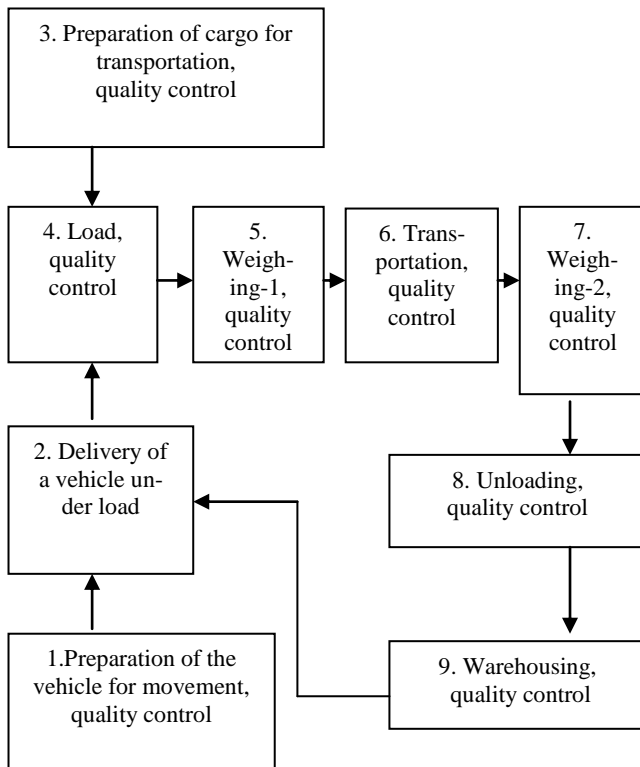 3. Preparation of cargo for
transportation,
quality control
4. Load,
quality
control
5.
Weigh-
ing-1,
quality
control
6. Trans-
portation,
quality
control
7.
Weigh-
ing-2,
quality
control
2. Delivery of
a vehicle un-
der load
8. Unloading,
quality control
1.Preparation of the
vehicle for movement,
quality control
9. Warehousing,
quality control